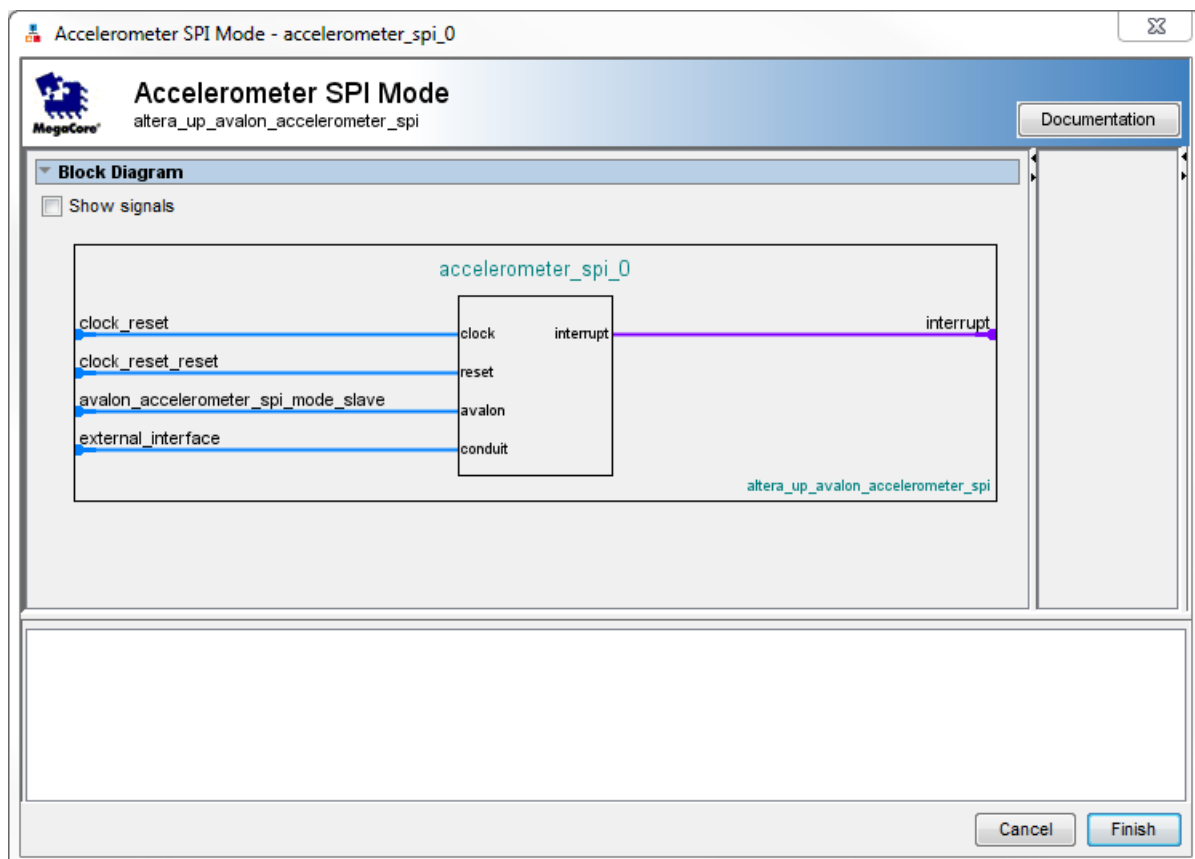 Accelerometer SPI Mode - accelerometer_spi_0
Accelerometer SPI Mode
altera_up_avalon_accelerometer_spi
MegaCore®
Documentation
Block Diagram
Show signals
accelerometer_spi_0
clock_reset
clock
interrupt
interrupt
clock_reset_reset
reset
avalon_accelerometer_spi_mode_slave
avalon
external_interface
conduit
altera_up_avalon_accelerometer_spi
Cancel
Finish